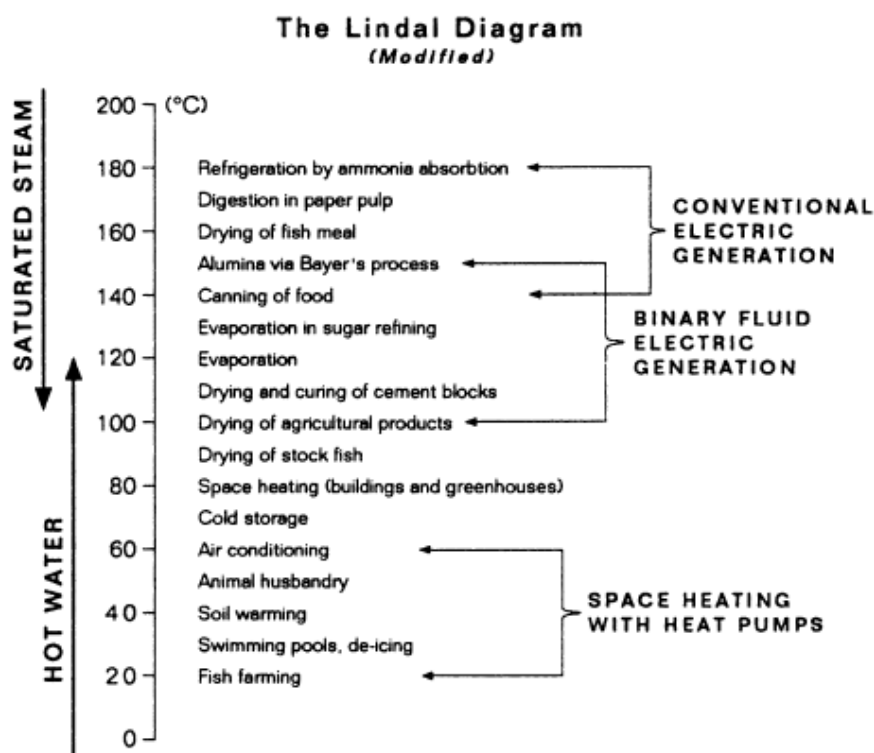 The Lindal Diagram
(Modified)
200 (°C)
180 Refrigeration by ammonia absorbtion
Digestion in paper pulp
160 Drying of fish meal
Alumina via Bayer's process
140 Canning of food
Evaporation in sugar refining
120 Evaporation
Drying and curing of cement blocks
100 Drying of agricultural products
Drying of stock fish
80 Space heating (buildings and greenhouses)
Cold storage
60 Air conditioning
Animal husbandry
40 Soil warming
Swimming pools, de-icing
20 Fish farming
0
SATURATED STEAM
HOT WATER
CONVENTIONAL
ELECTRIC
GENERATION
BINARY FLUID
ELECTRIC
GENERATION
SPACE HEATING
WITH HEAT PUMPS